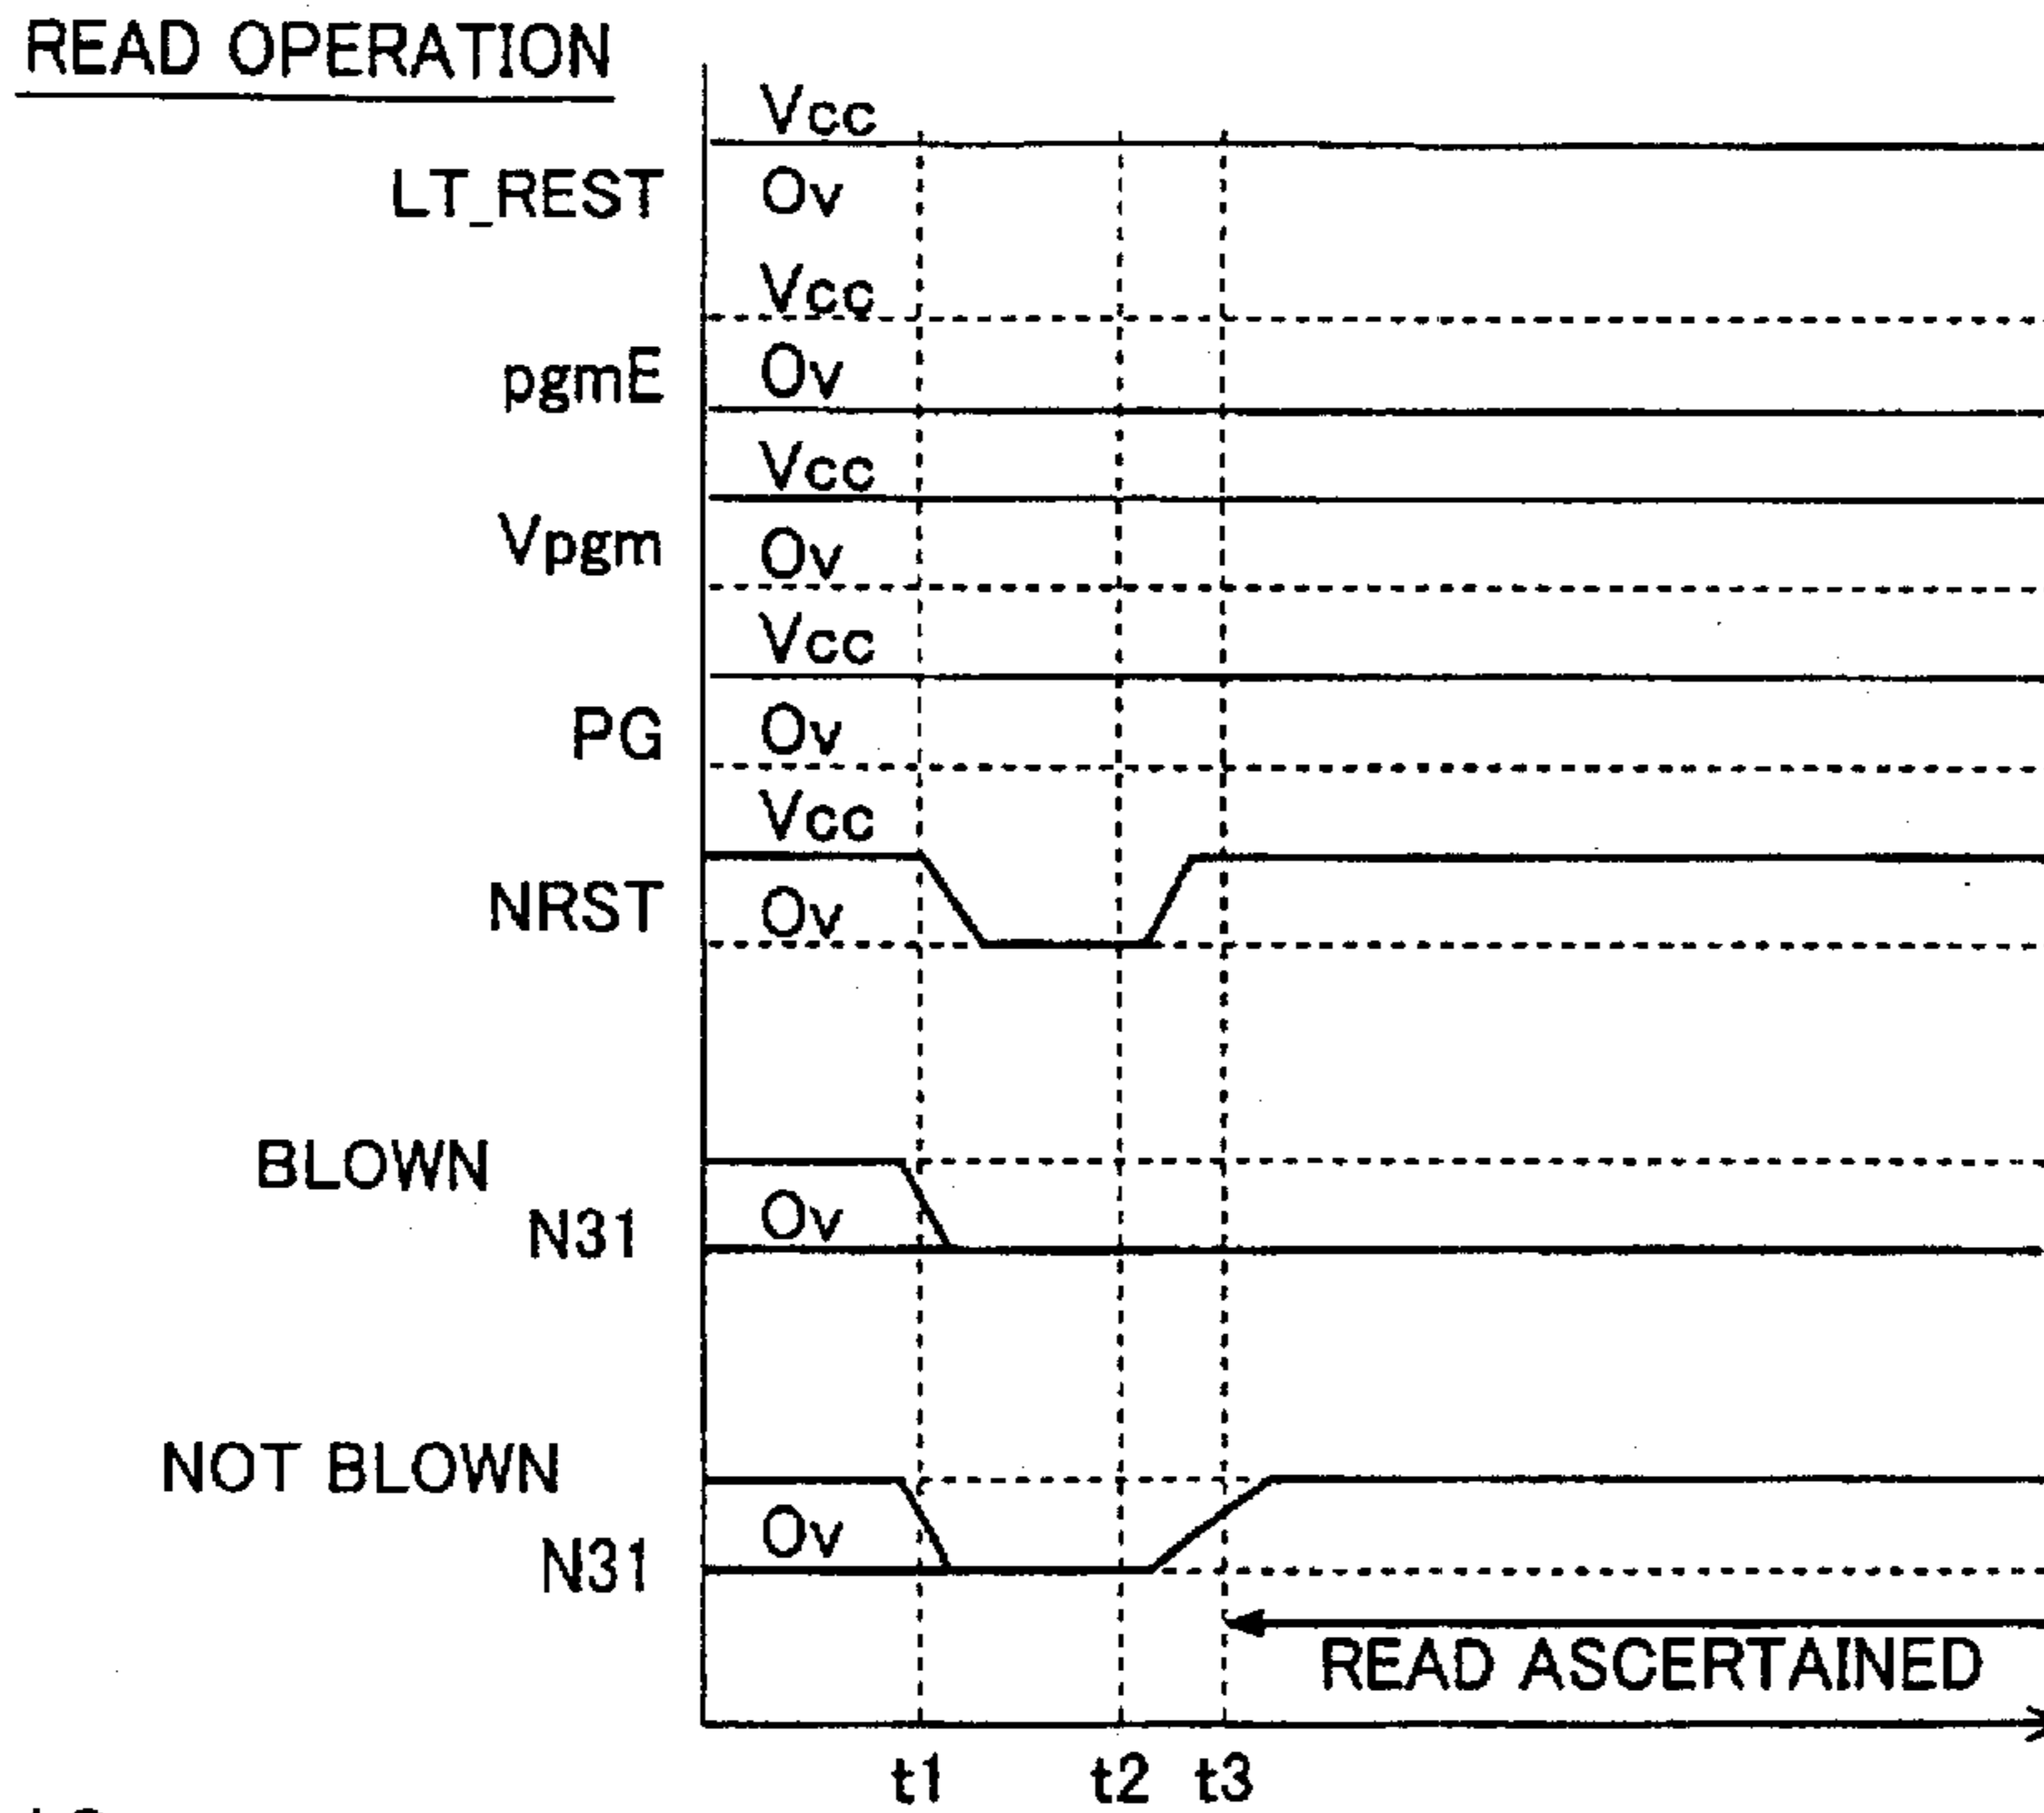 READ OPERATION
Vcc
LT_REST Ov
Vcc
pgmE Ov
Vcc
Vpgm Ov
Vcc
PG Ov
Vcc
NRST Ov
BLOWN
N31 Ov
NOT BLOWN
N31 Ov
READ ASCERTAINED
t1 t2 t3